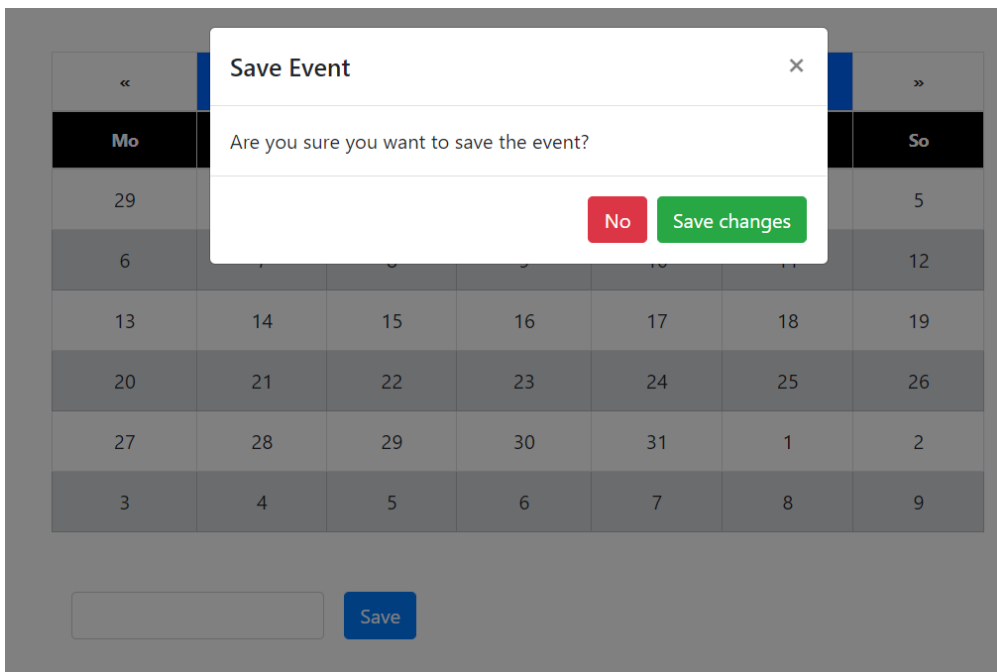 Save Event ×
« »
Are you sure you want to save the event?
Mo So
No Save changes
29 5
6 12
13 14 15 16 17 18 19
20 21 22 23 24 25 26
27 28 29 30 31 1 2
3 4 5 6 7 8 9
Save